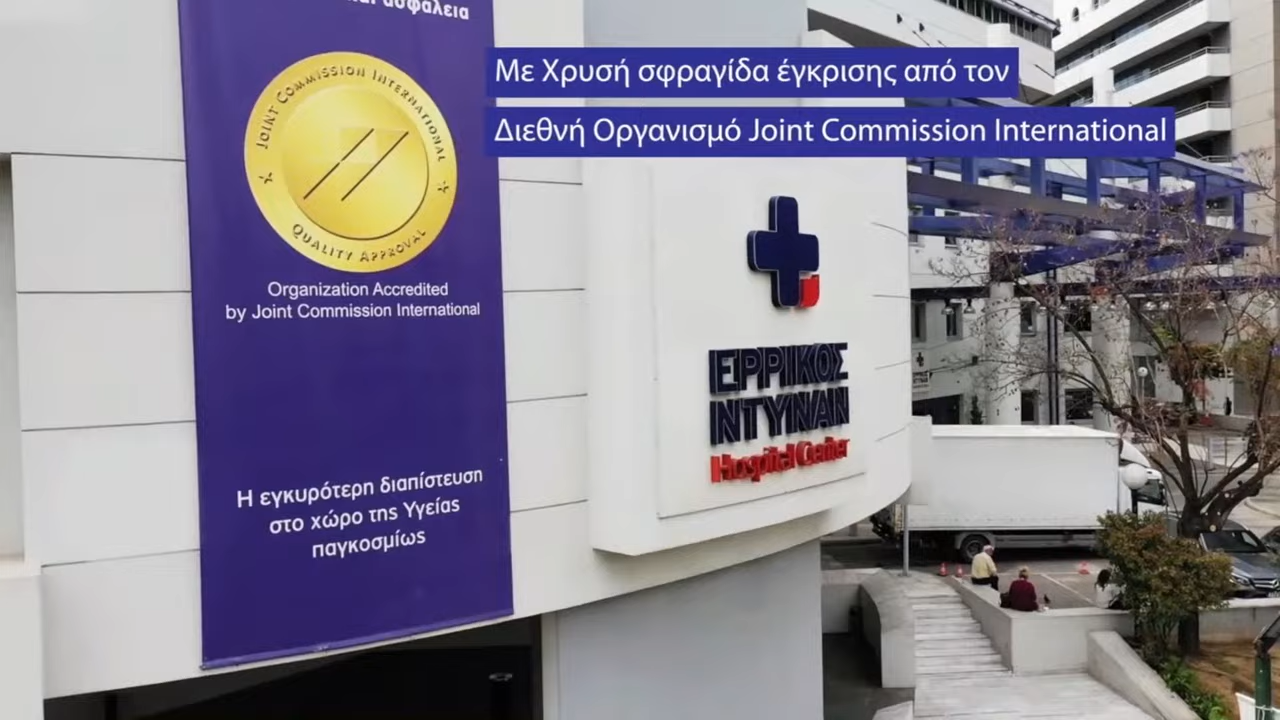 ασφάλεια
Με Χρυσή σφραγίδα έγκρισης από τον
Διεθνή Οργανισμό Joint Commission International
JOINT COMMISSION INTERNATIONAL
QUALITY APPROVAL
Organization Accredited
by Joint Commission International
ΕΡΡΙΚΟΣ
ΝΤΥΝΑΝ
Hospital Center
Η εγκυρότερη διαπίστευση
στο χώρο της Υγείας
παγκοσμίως